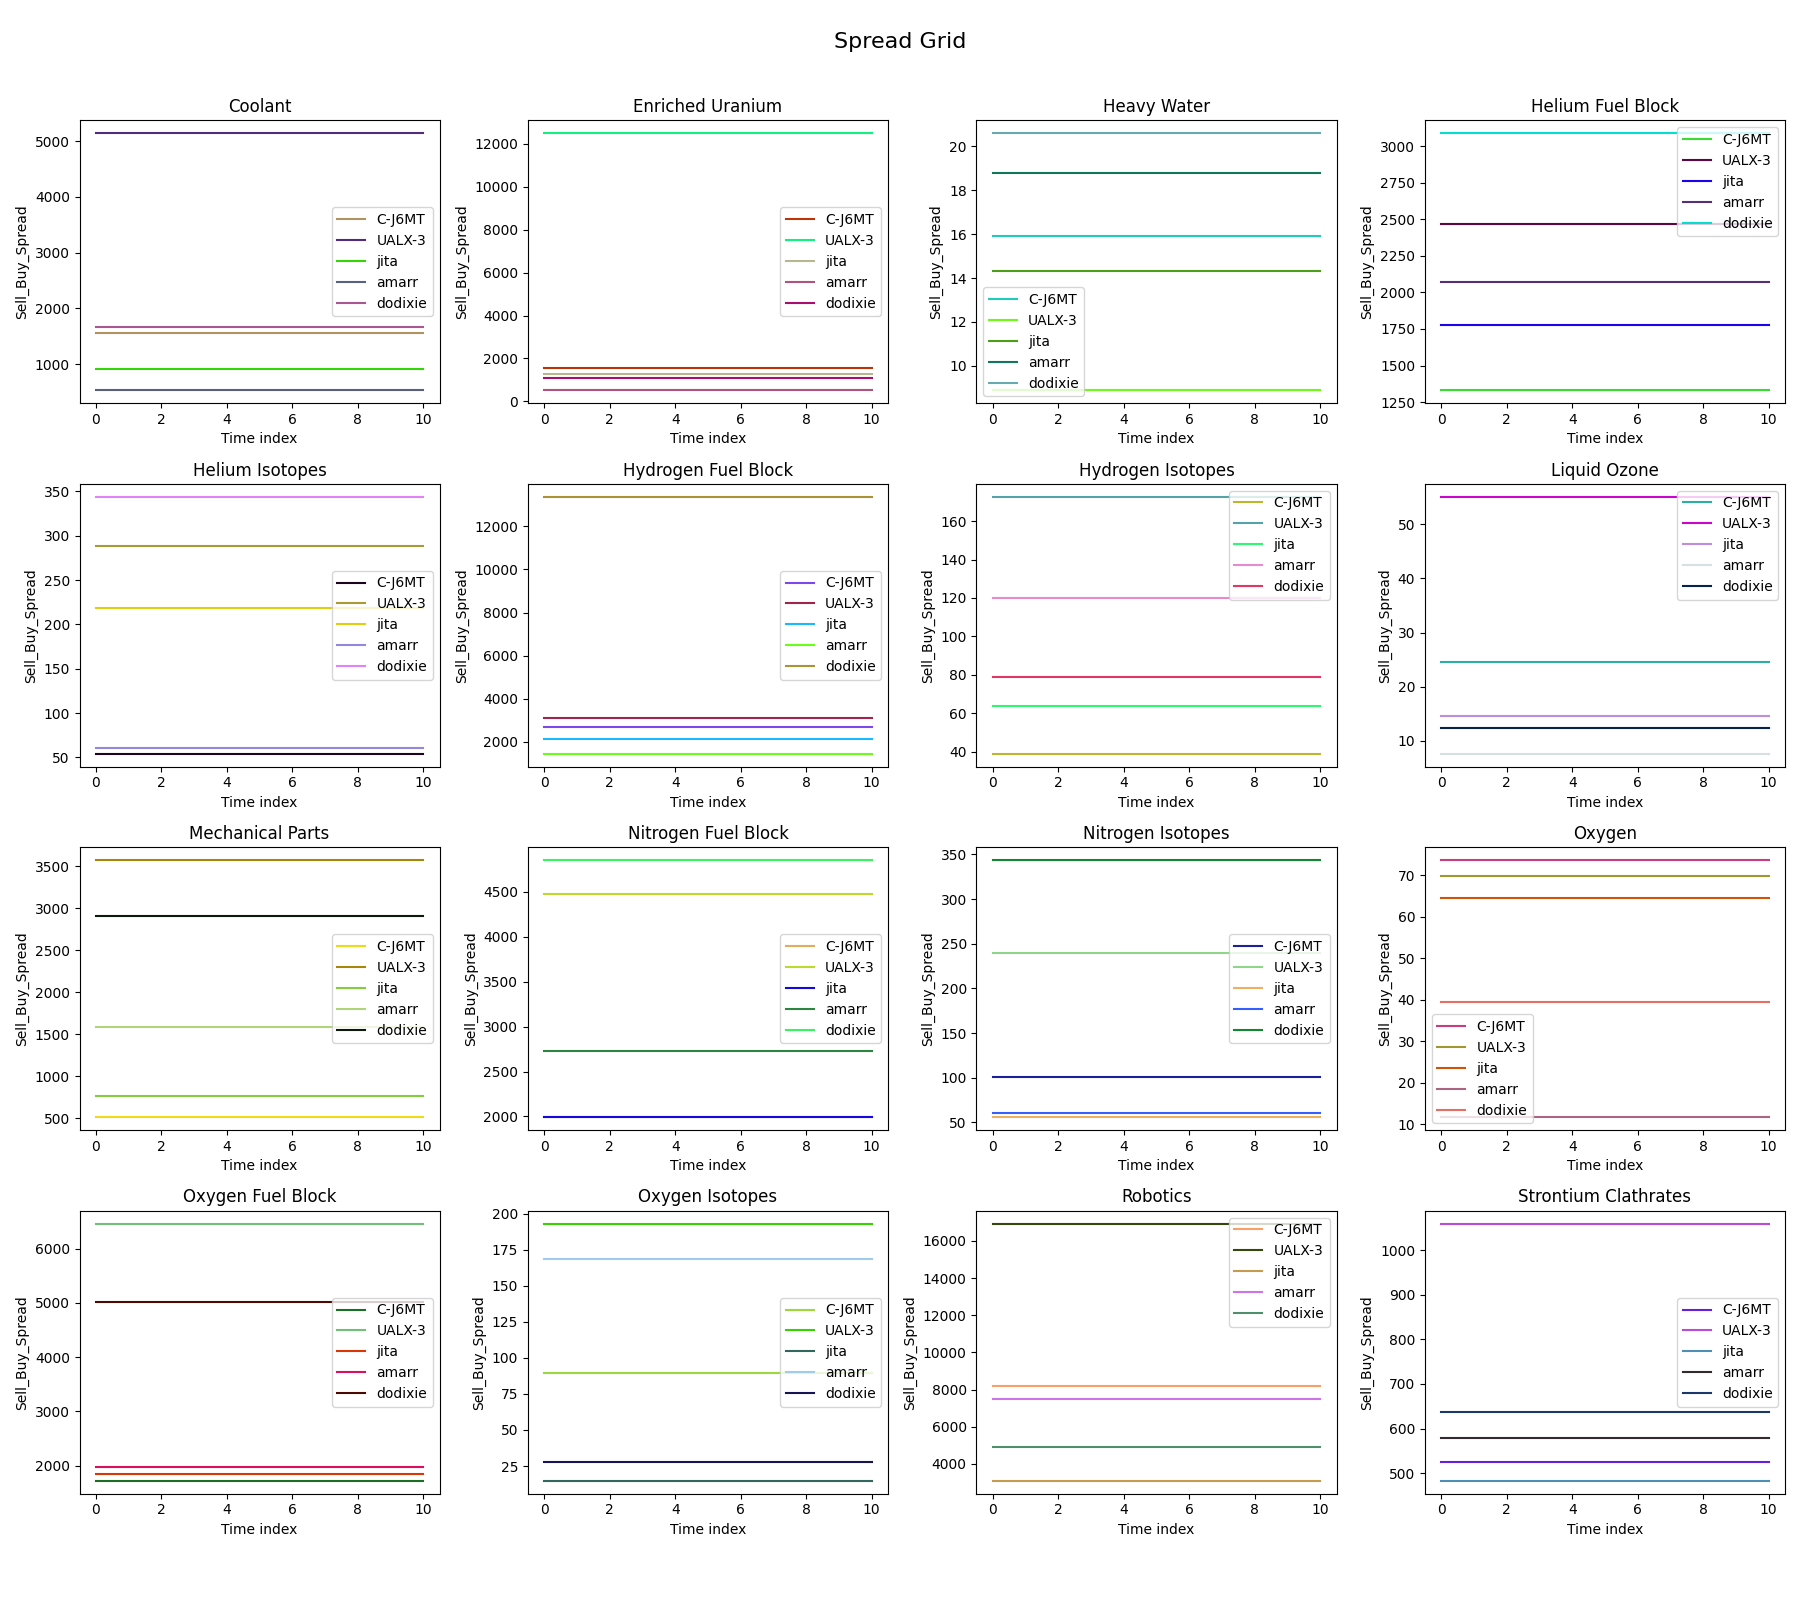 Spread Grid
Coolant
Sell_Buy_Spread
5000
4000
3000
2000
1000
C-J6MT
UALX-3
jita
amarr
dodixie
0 2 4 6 8 10
Time index
Enriched Uranium
Sell_Buy_Spread
12000
10000
8000
6000
4000
2000
0
C-J6MT
UALX-3
jita
amarr
dodixie
0 2 4 6 8 10
Time index
Heavy Water
Sell_Buy_Spread
20
18
16
14
12
10
C-J6MT
UALX-3
jita
amarr
dodixie
0 2 4 6 8 10
Time index
Helium Fuel Block
Sell_Buy_Spread
3000
2750
2500
2250
2000
1750
1500
1250
C-J6MT
UALX-3
jita
amarr
dodixie
0 2 4 6 8 10
Time index
Helium Isotopes
Sell_Buy_Spread
350
300
250
200
150
100
50
C-J6MT
UALX-3
jita
amarr
dodixie
0 2 4 6 8 10
Time index
Hydrogen Fuel Block
Sell_Buy_Spread
12000
10000
8000
6000
4000
2000
C-J6MT
UALX-3
jita
amarr
dodixie
0 2 4 6 8 10
Time index
Hydrogen Isotopes
Sell_Buy_Spread
160
140
120
100
80
60
40
C-J6MT
UALX-3
jita
amarr
dodixie
0 2 4 6 8 10
Time index
Liquid Ozone
Sell_Buy_Spread
50
40
30
20
10
C-J6MT
UALX-3
jita
amarr
dodixie
0 2 4 6 8 10
Time index
Mechanical Parts
Sell_Buy_Spread
3500
3000
2500
2000
1500
1000
500
C-J6MT
UALX-3
jita
amarr
dodixie
0 2 4 6 8 10
Time index
Nitrogen Fuel Block
Sell_Buy_Spread
4500
4000
3500
3000
2500
2000
C-J6MT
UALX-3
jita
amarr
dodixie
0 2 4 6 8 10
Time index
Nitrogen Isotopes
Sell_Buy_Spread
350
300
250
200
150
100
50
C-J6MT
UALX-3
jita
amarr
dodixie
0 2 4 6 8 10
Time index
Oxygen
Sell_Buy_Spread
70
60
50
40
30
20
10
C-J6MT
UALX-3
jita
amarr
dodixie
0 2 4 6 8 10
Time index
Oxygen Fuel Block
Sell_Buy_Spread
6000
5000
4000
3000
2000
C-J6MT
UALX-3
jita
amarr
dodixie
0 2 4 6 8 10
Time index
Oxygen Isotopes
Sell_Buy_Spread
200
175
150
125
100
75
50
25
C-J6MT
UALX-3
jita
amarr
dodixie
0 2 4 6 8 10
Time index
Robotics
Sell_Buy_Spread
16000
14000
12000
10000
8000
6000
4000
C-J6MT
UALX-3
jita
amarr
dodixie
0 2 4 6 8 10
Time index
Strontium Clathrates
Sell_Buy_Spread
1000
900
800
700
600
500
C-J6MT
UALX-3
jita
amarr
dodixie
0 2 4 6 8 10
Time index